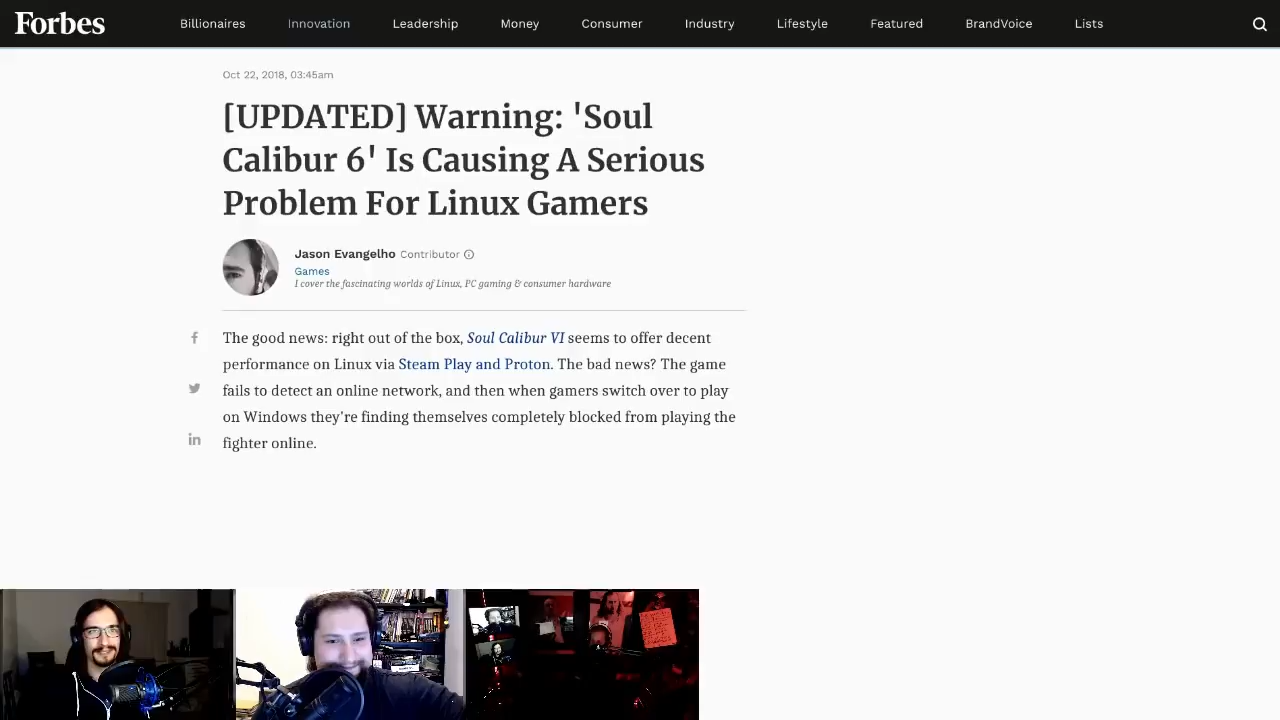 Forbes
Billionaires Innovation Leadership Money Consumer Industry Lifestyle Featured BrandVoice Lists
Oct 22, 2018, 03:45am
[UPDATED] Warning: 'Soul
Calibur 6' Is Causing A Serious
Problem For Linux Gamers
Jason Evangelho Contributor
Games
I cover the fascinating worlds of Linux, PC gaming & consumer hardware
The good news: right out of the box, Soul Calibur VI seems to offer decent
performance on Linux via Steam Play and Proton. The bad news? The game
fails to detect an online network, and then when gamers switch over to play
on Windows they're finding themselves completely blocked from playing the
fighter online.